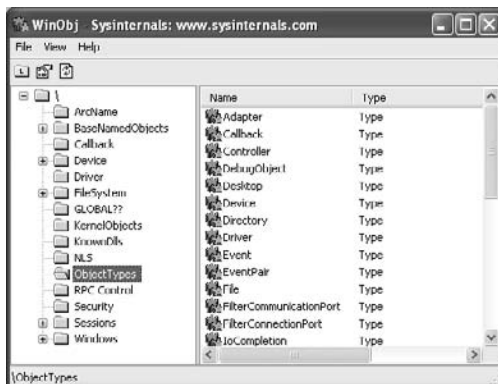 WinObj - Sysinternals: www.sysinternals.com
File View Help
\
ArcName
BaseNamedObjects
Callback
Device
Driver
FileSystem
GLOBAL??
KernelObjects
KnownDlls
NLS
ObjectTypes
RPC Control
Security
Sessions
Windows
Name Type
Adapter Type
Callback Type
Controller Type
DebugObject Type
Desktop Type
Device Type
Directory Type
Driver Type
Event Type
EventPair Type
File Type
FilterCommunicationPort Type
FilterConnectionPort Type
IoCompletion Type
\ObjectTypes